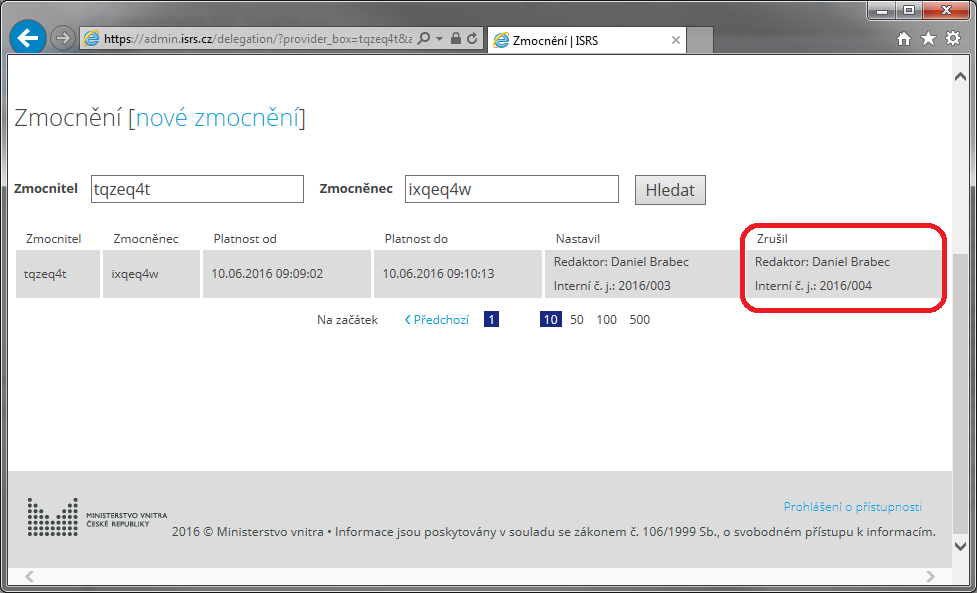 https://admin.isrs.cz/delegation/?provider_box=tqzeq4t&
Zmocnění | ISRS
Zmocnění [nové zmocnění]
Zmocnitel tqzeq4t Zmocněnec ixqeq4w Hledat
Zmocnitel Zmocněnec Platnost od Platnost do Nastavil Zrušil
tqzeq4t ixqeq4w 10.06.2016 09:09:02 10.06.2016 09:10:13 Redaktor: Daniel Brabec Redaktor: Daniel Brabec
Interní č. j.: 2016/003 Interní č. j.: 2016/004
Na začátek Předchozí 1 10 50 100 500
MINISTERSTVO VNITRA
ČESKÉ REPUBLIKY
Prohlášení o přístupnosti
2016 © Ministerstvo vnitra • Informace jsou poskytovány v souladu se zákonem č. 106/1999 Sb., o svobodném přístupu k informacím.